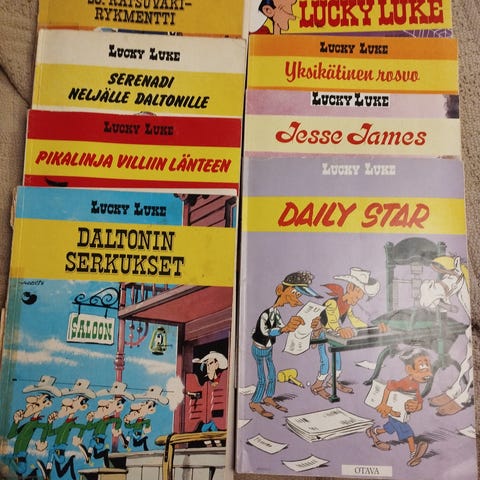 RATSUVÄKI-
RYKMENTTI
LUCKY LUKE
SERENADI
NELJÄLLE DALTONILLE
LUCKY LUKE
PIKALINJA VILLIIN LÄNTEEN
LUCKY LUKE
DALTONIN
SERKUKSET
SALOON
LUCKY LUKE
LUCKY LUKE
Yksikätinen rosvo
LUCKY LUKE
Jesse James
LUCKY LUKE
DAILY STAR
OTAVA